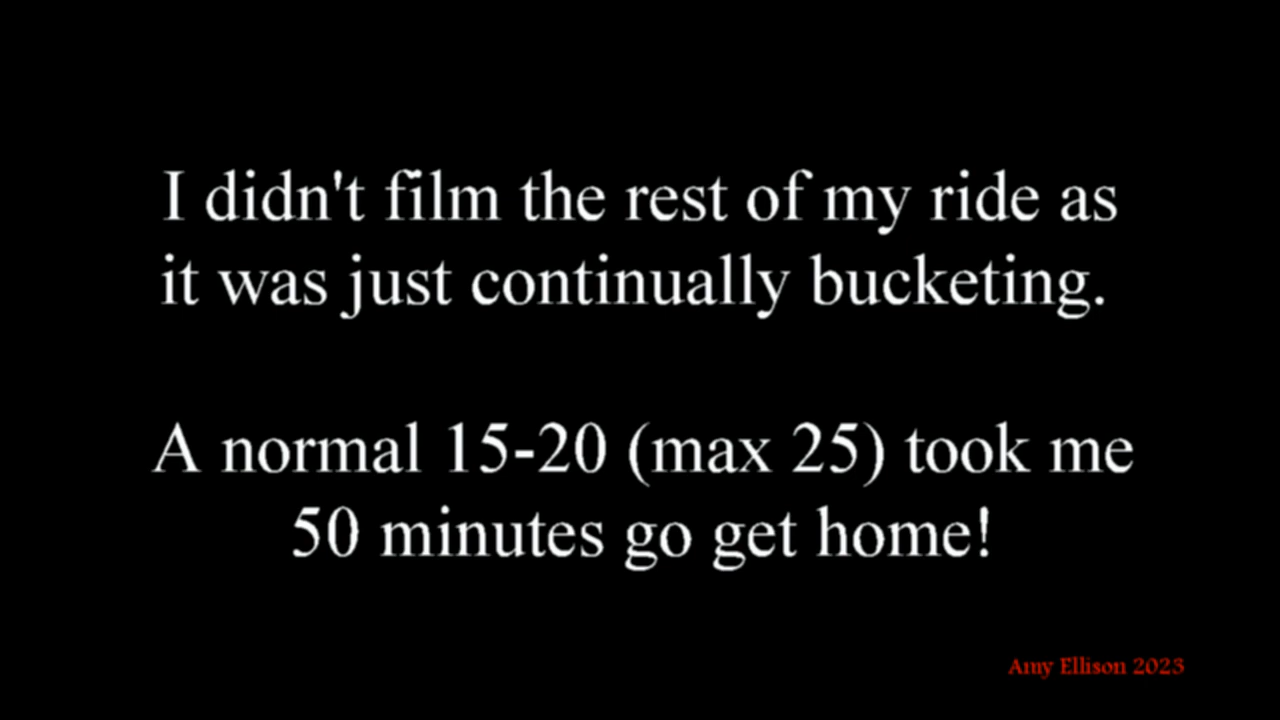 I didn't film the rest of my ride as
it was just continually bucketing.
A normal 15-20 (max 25) took me
50 minutes go get home!
Amy Ellison 2023